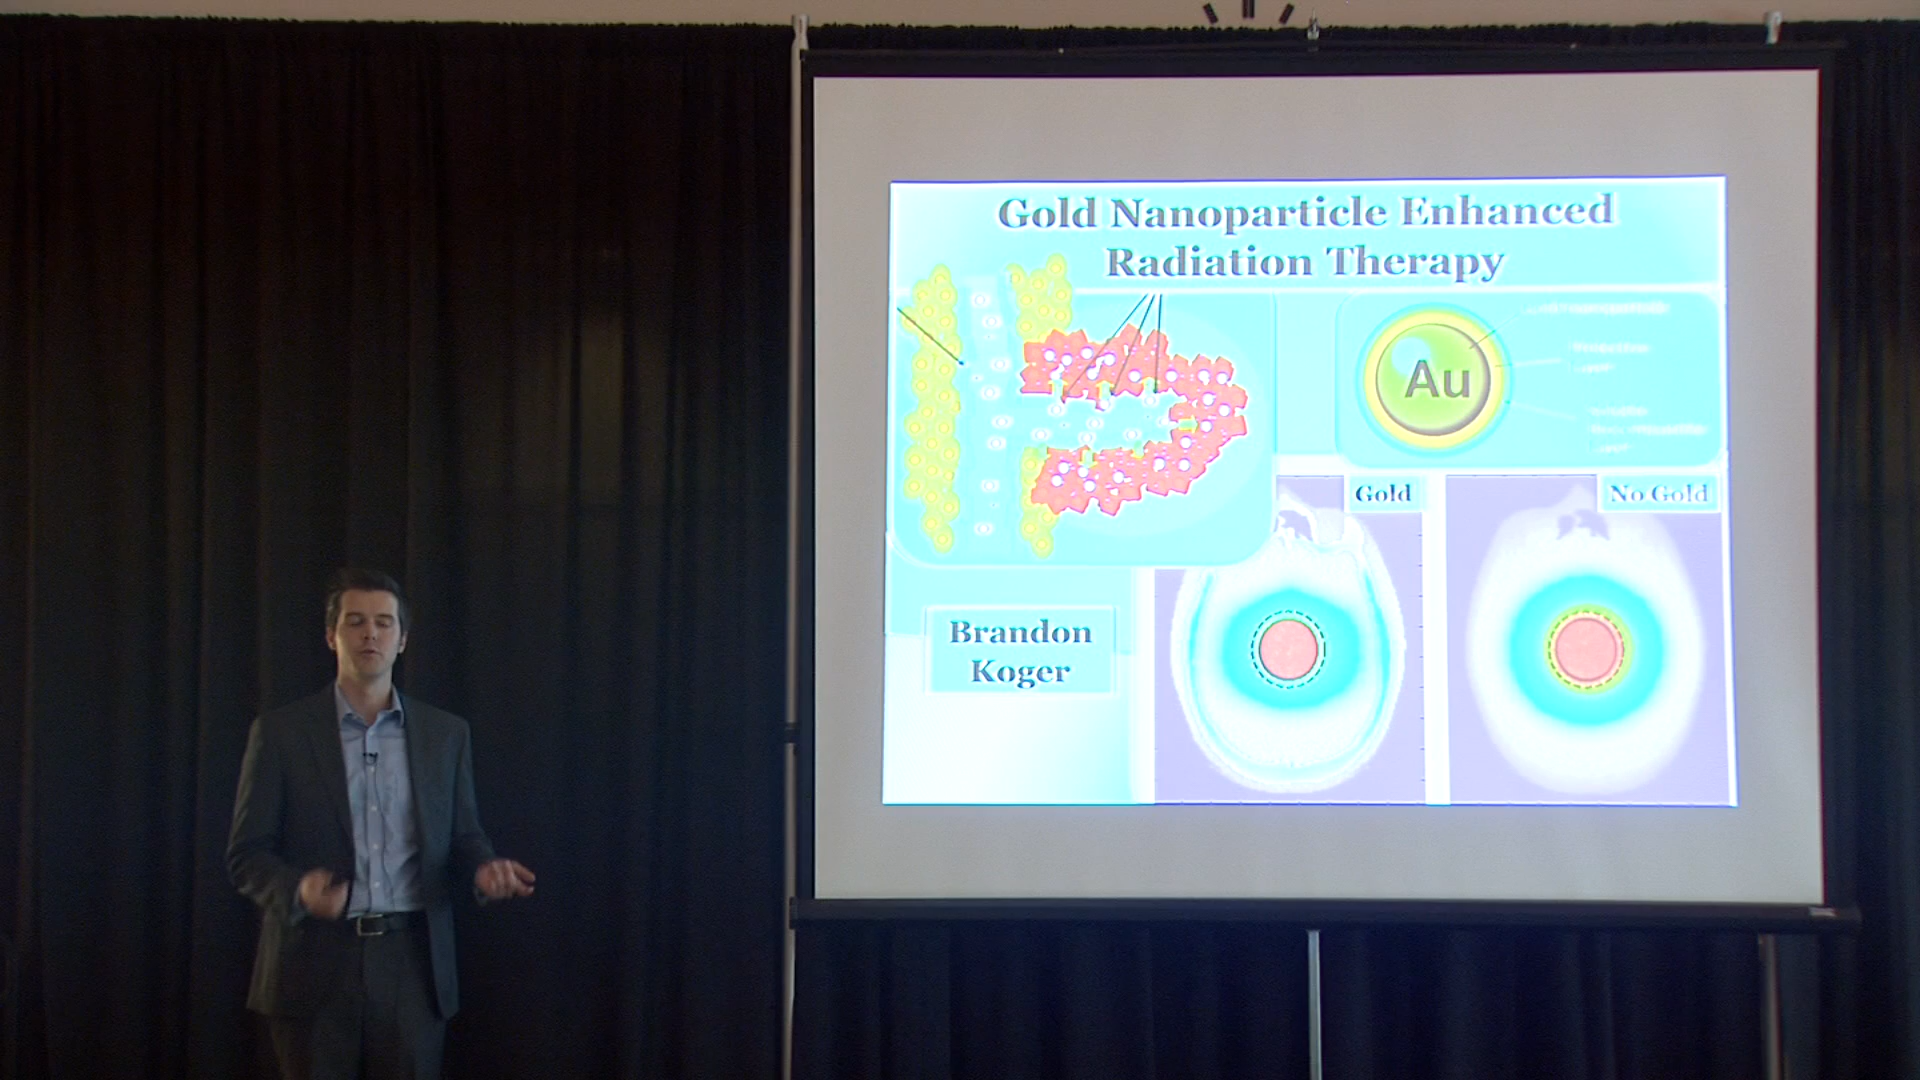 Gold Nanoparticle Enhanced
Radiation Therapy
Au
Gold
No Gold
Brandon
Koger